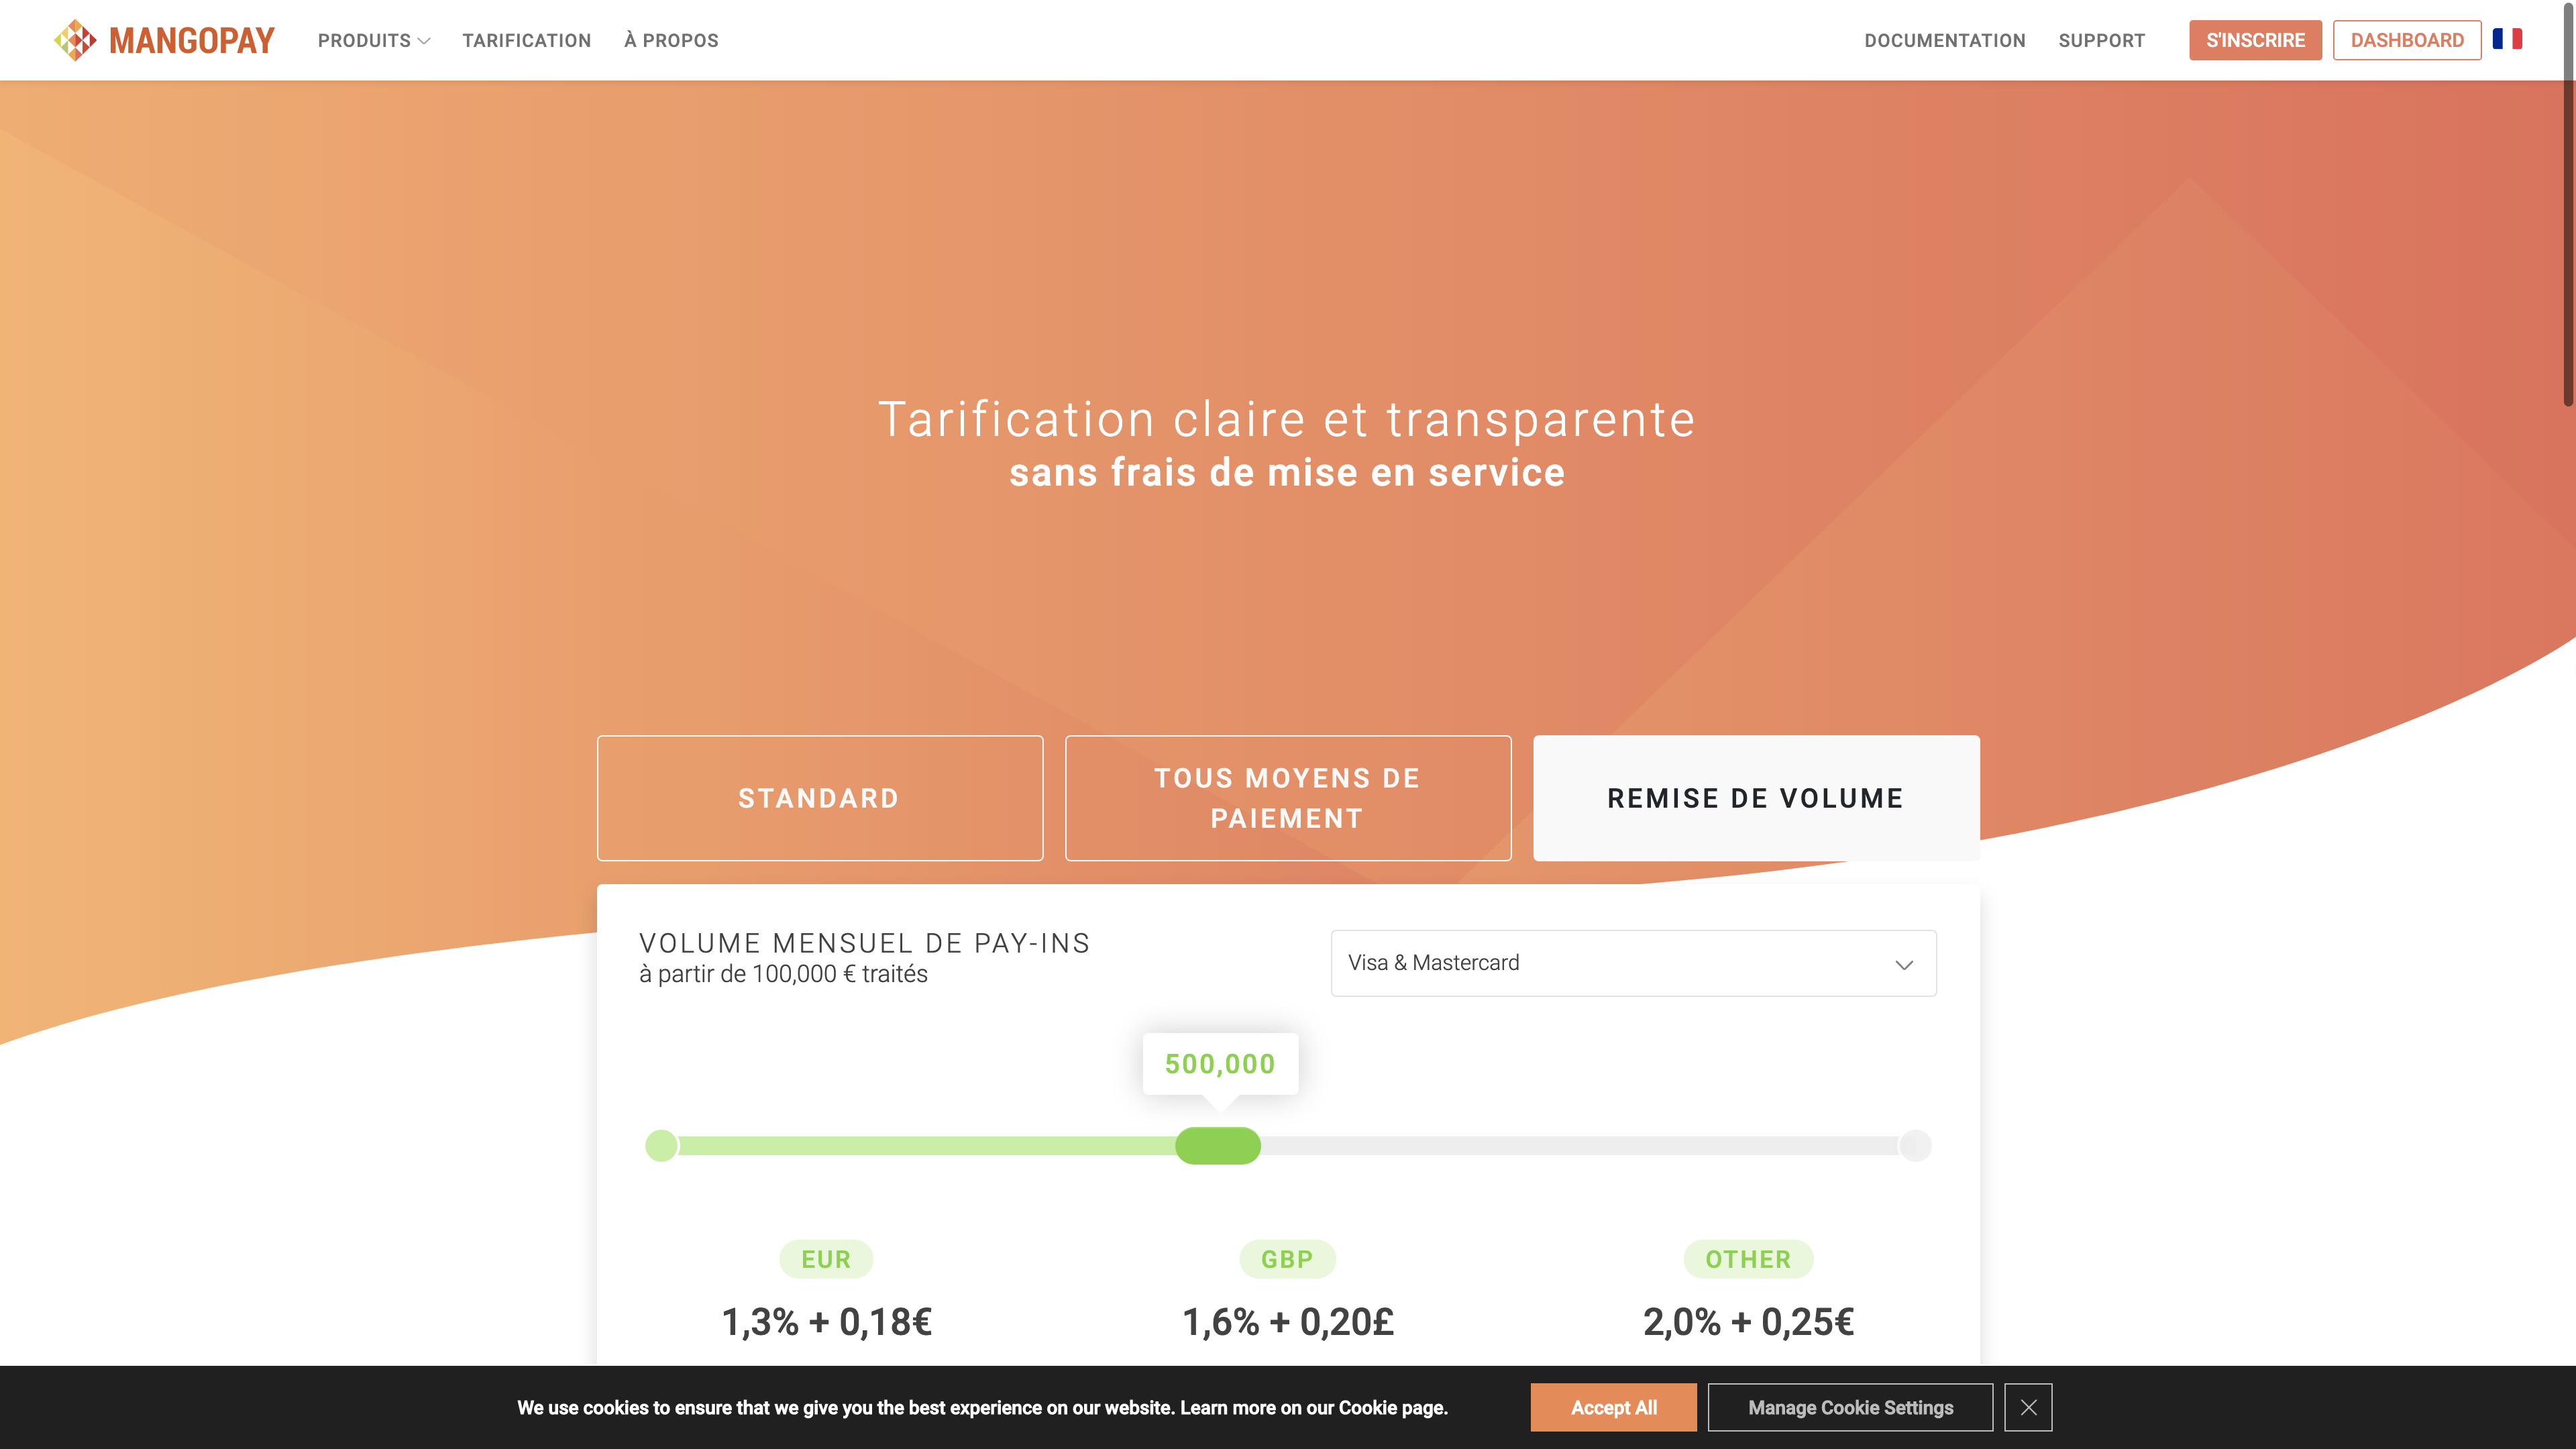 MANGOPAY
PRODUITS
TARIFICATION
À PROPOS
DOCUMENTATION
SUPPORT
S'INSCRIRE
DASHBOARD
Tarification claire et transparente
sans frais de mise en service
STANDARD
TOUS MOYENS DE
PAIEMENT
REMISE DE VOLUME
VOLUME MENSUEL DE PAY-INS
à partir de 100,000 € traités
Visa & Mastercard
500,000
EUR
1,3% + 0,18€
GBP
1,6% + 0,20£
OTHER
2,0% + 0,25€
We use cookies to ensure that we give you the best experience on our website. Learn more on our Cookie page.
Accept All
Manage Cookie Settings